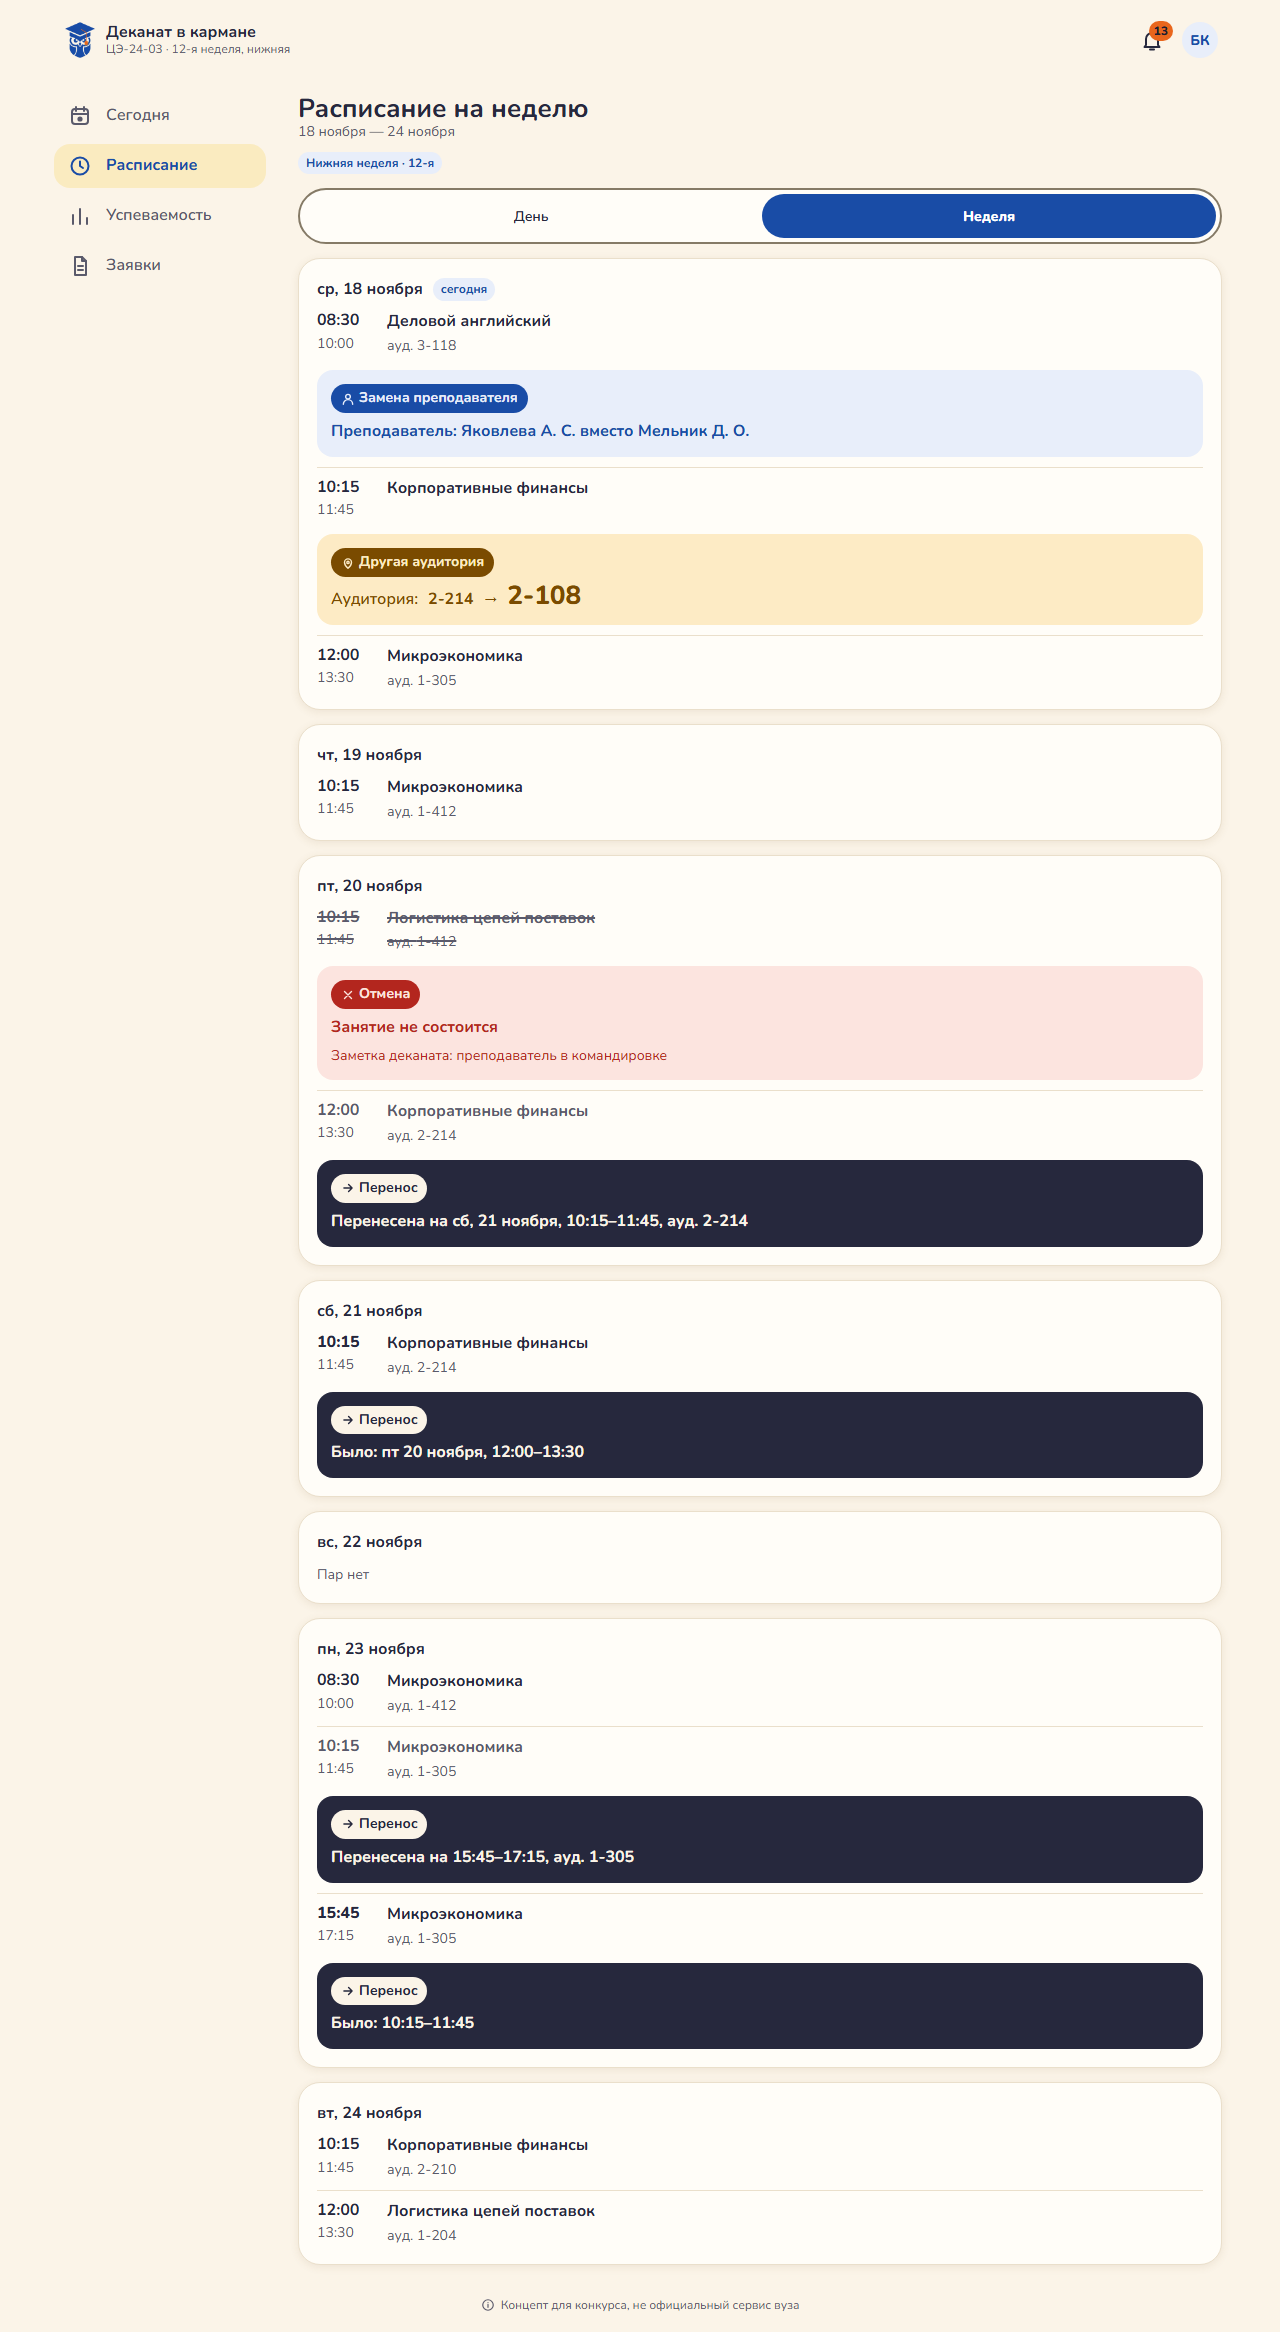 Деканат в кармане
ЦЭ-24-03 · 12-я неделя, нижняя
13
БК
Сегодня
Расписание
Успеваемость
Заявки
Расписание на неделю
18 ноября — 24 ноября
Нижняя неделя · 12-я
День
Неделя
ср, 18 ноября
сегодня
08:30 Деловой английский
10:00 ауд. 3-118
Замена преподавателя
Преподаватель: Яковлева А. С. вместо Мельник Д. О.
10:15 Корпоративные финансы
11:45
Другая аудитория
Аудитория: 2-214 → 2-108
12:00 Микроэкономика
13:30 ауд. 1-305
чт, 19 ноября
10:15 Микроэкономика
11:45 ауд. 1-412
пт, 20 ноября
10:15 Логистика цепей поставок
11:45 ауд. 1-412
Отмена
Занятие не состоится
Заметка деканата: преподаватель в командировке
12:00 Корпоративные финансы
13:30 ауд. 2-214
→ Перенос
Перенесена на сб, 21 ноября, 10:15–11:45, ауд. 2-214
сб, 21 ноября
10:15 Корпоративные финансы
11:45 ауд. 2-214
→ Перенос
Было: пт 20 ноября, 12:00–13:30
вс, 22 ноября
Пар нет
пн, 23 ноября
08:30 Микроэкономика
10:00 ауд. 1-412
10:15 Микроэкономика
11:45 ауд. 1-305
→ Перенос
Перенесена на 15:45–17:15, ауд. 1-305
15:45 Микроэкономика
17:15 ауд. 1-305
→ Перенос
Было: 10:15–11:45
вт, 24 ноября
10:15 Корпоративные финансы
11:45 ауд. 2-210
12:00 Логистика цепей поставок
13:30 ауд. 1-204
Концепт для конкурса, не официальный сервис вуза